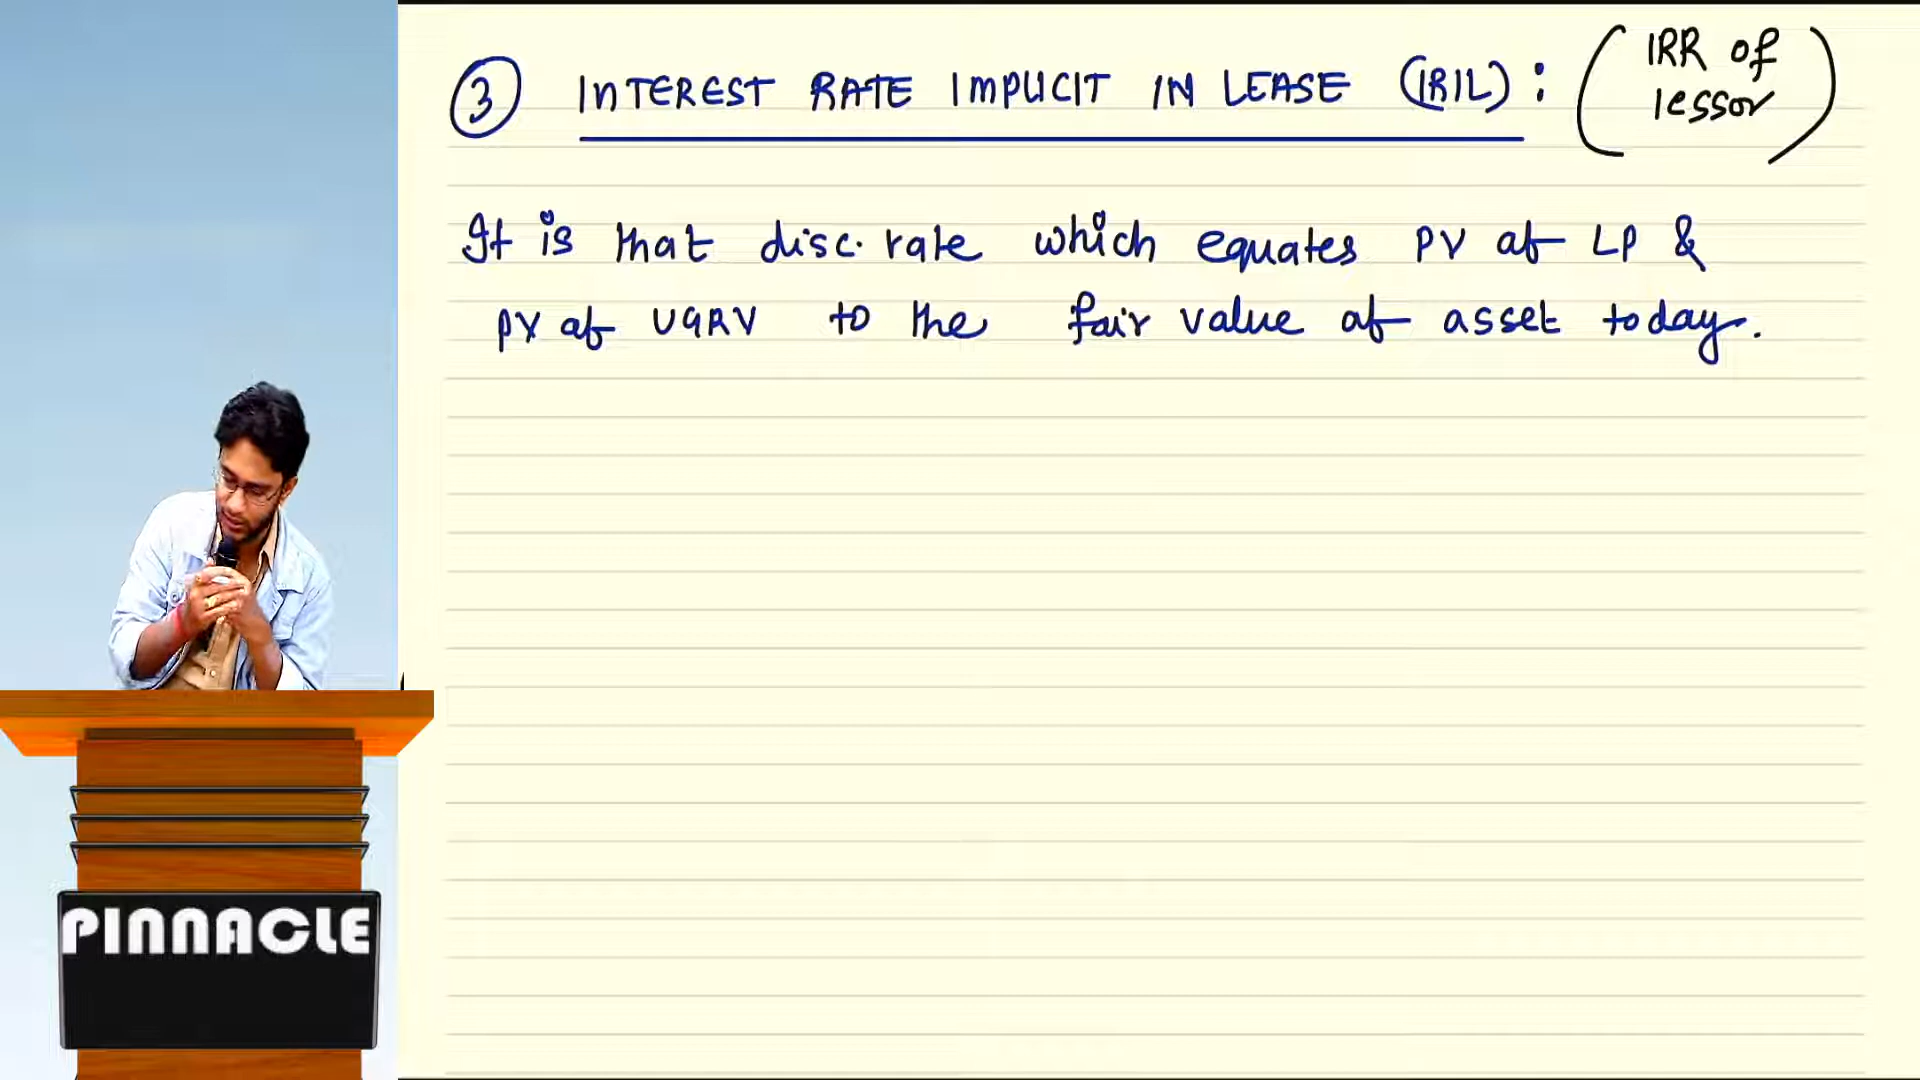 ③ INTEREST RATE IMPLICIT IN LEASE (IRIL): (IRR of lessor)
It is that disc. rate which equates PV of LP &
PV of UGRV to the fair value of asset today.
PINNACLE